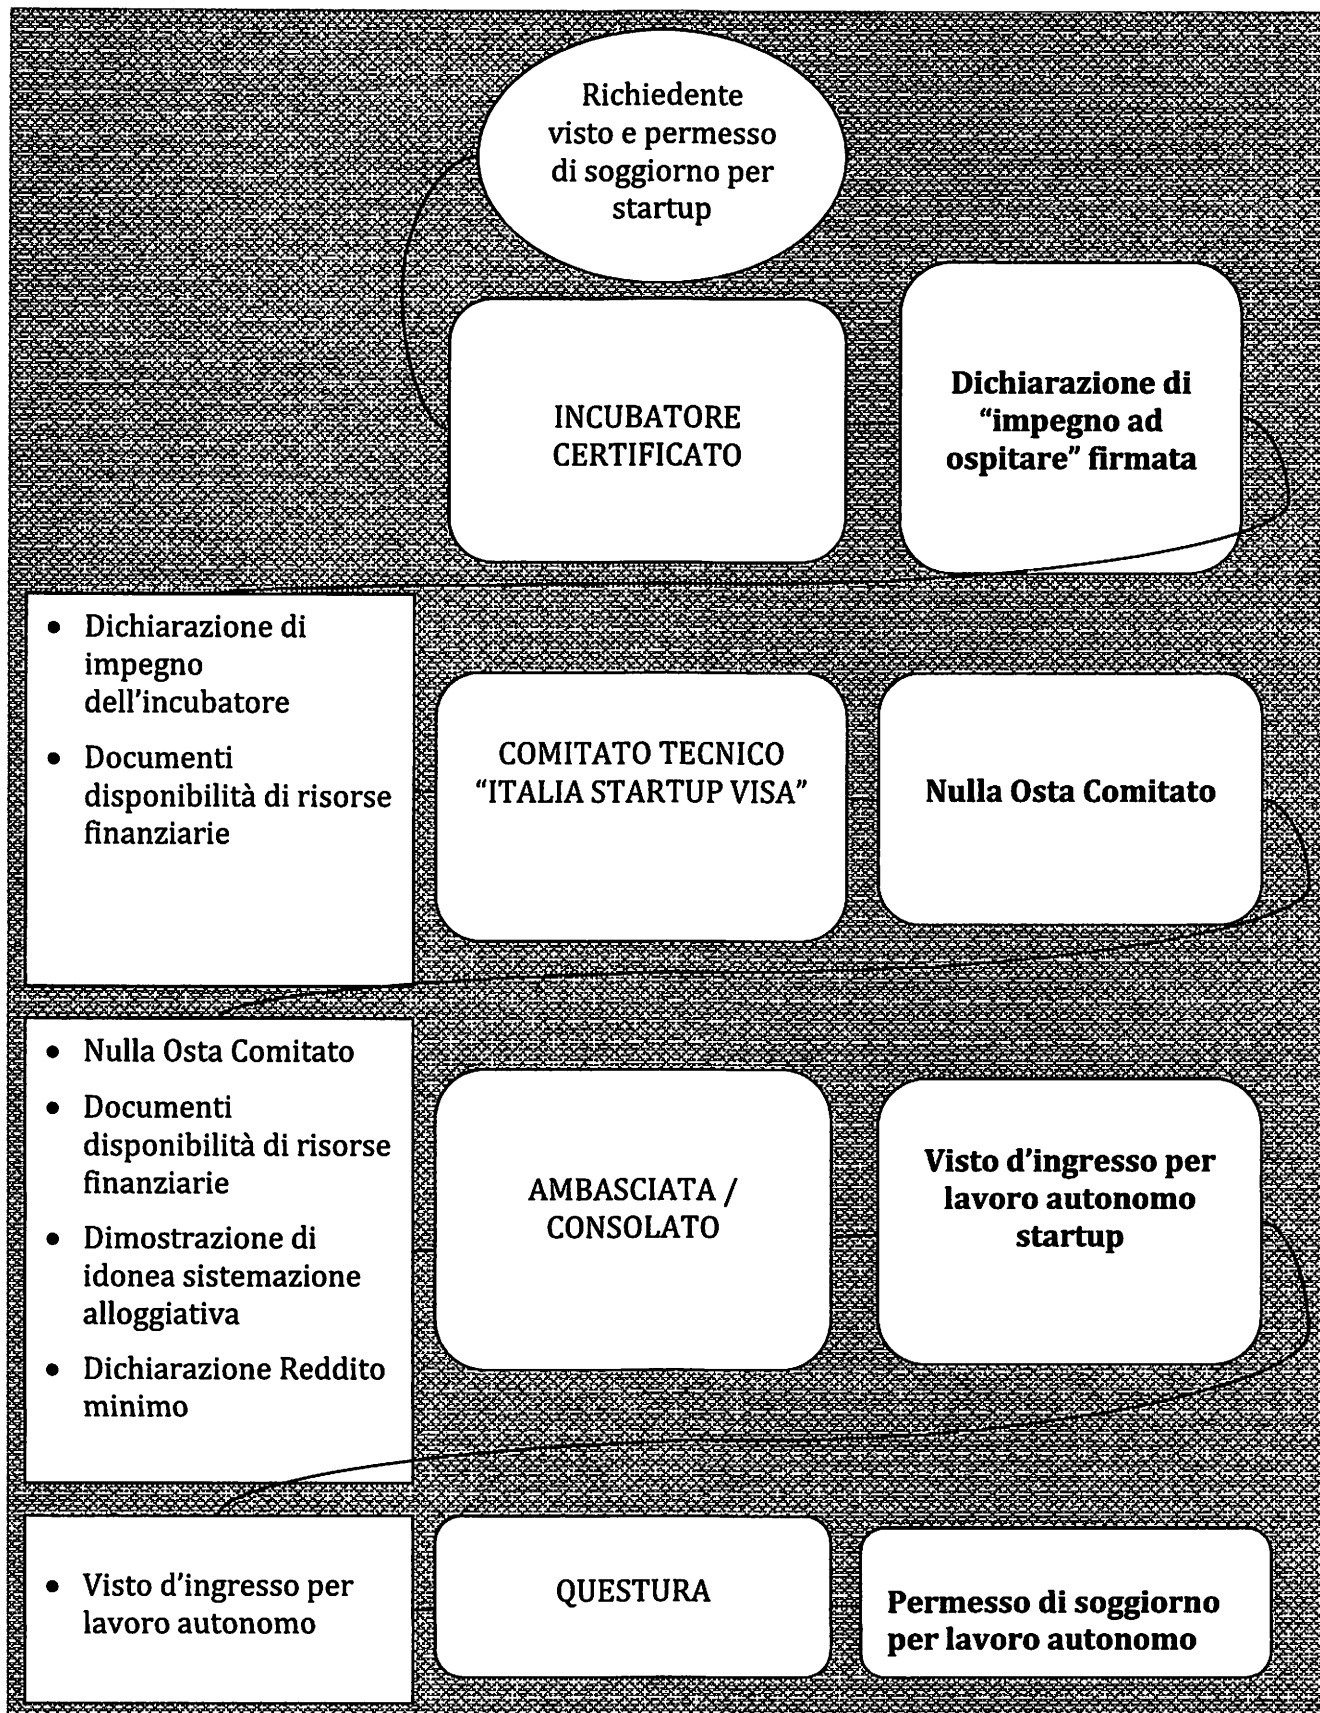 Richiedente
visto e permesso
di soggiorno per
startup
INCUBATORE
CERTIFICATO
Dichiarazione di
“impegno ad
ospitare” firmata
• Dichiarazione di
impegno
dell'incubatore
• Documenti
disponibilità di risorse
finanziarie
COMITATO TECNICO
“ITALIA STARTUP VISA”
Nulla Osta Comitato
• Nulla Osta Comitato
• Documenti
disponibilità di risorse
finanziarie
• Dimostrazione di
idonea sistemazione
alloggiativa
• Dichiarazione Reddito
minimo
AMBASCIATA /
CONSOLATO
Visto d’ingresso per
lavoro autonomo
startup
• Visto d’ingresso per
lavoro autonomo
QUESTURA
Permesso di soggiorno
per lavoro autonomo